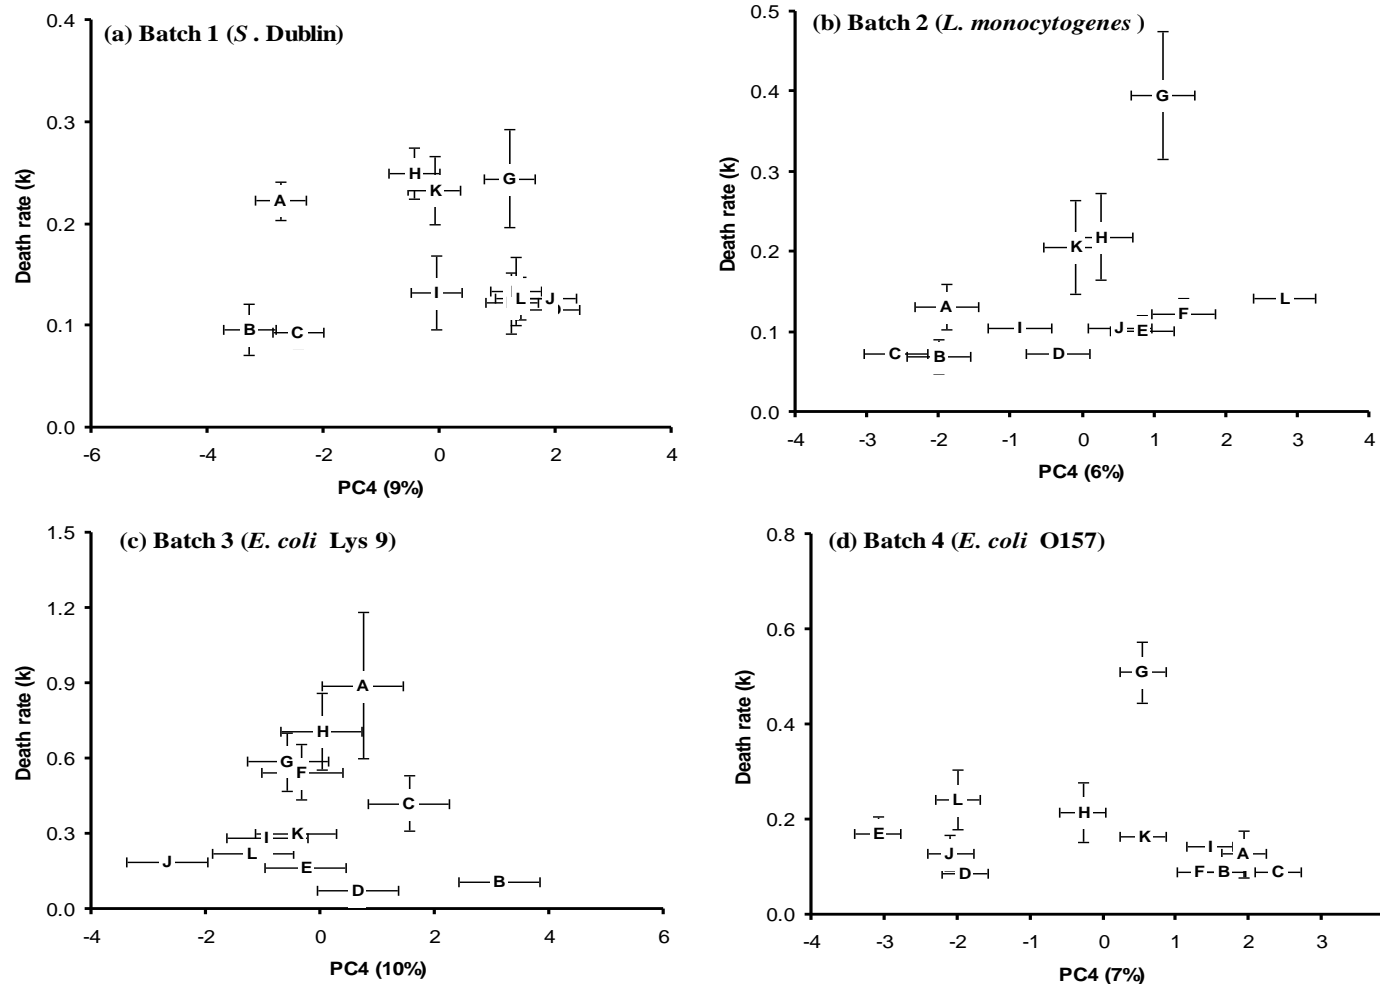 (a) Batch 1 (S . Dublin)
0.4
0.3
0.2
0.1
0.0
Death rate (k)
A
B
C
H
K
G
I
L
J
-6
-4
-2
0
2
4
PC4 (9%)
(b) Batch 2 (L. monocytogenes )
0.5
0.4
0.3
0.2
0.1
0.0
Death rate (k)
G
K
H
A
L
F
I
J
E
C
B
D
-4
-3
-2
-1
0
1
2
3
4
PC4 (6%)
(c) Batch 3 (E. coli Lys 9)
1.5
1.2
0.9
0.6
0.3
0.0
Death rate (k)
A
H
G
F
C
K
I
L
J
E
B
D
-4
-2
0
2
4
6
PC4 (10%)
(d) Batch 4 (E. coli O157)
0.8
0.6
0.4
0.2
0.0
Death rate (k)
G
L
H
E
K
I
J
A
D
F
B
C
-4
-3
-2
-1
0
1
2
3
PC4 (7%)